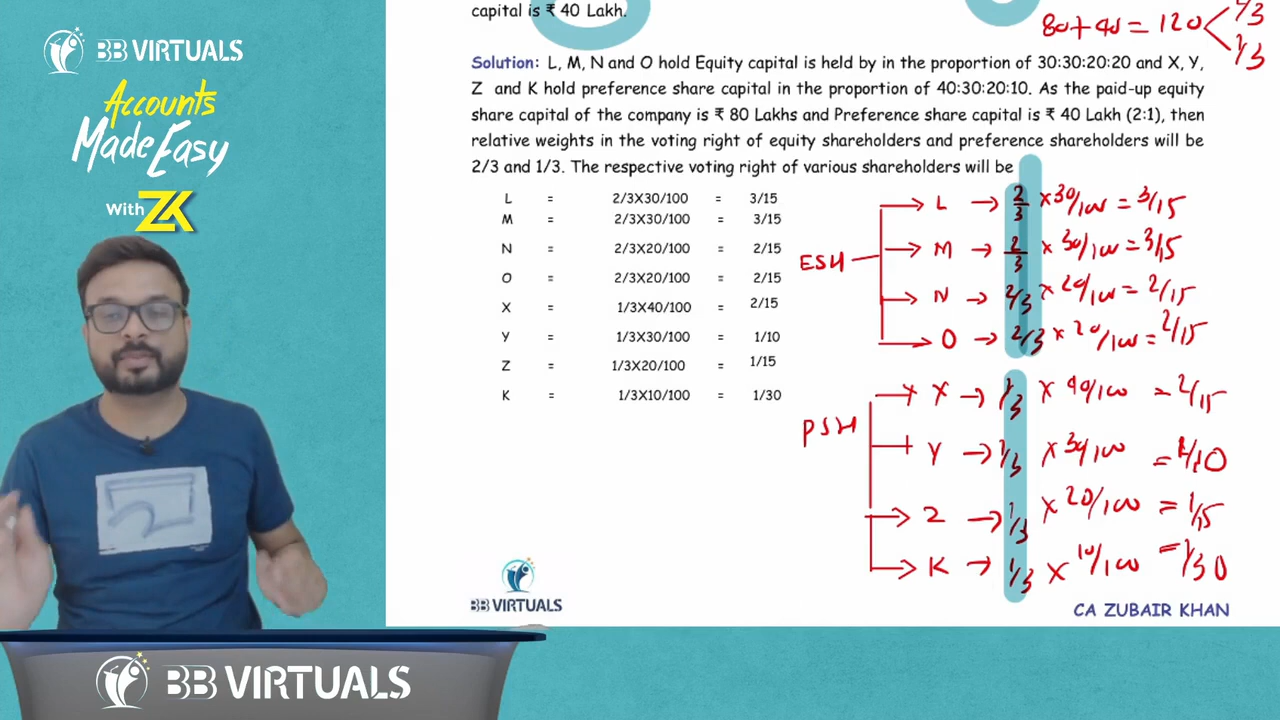 capital is ₹ 40 Lakh.
80+40 = 120
1/3
BB VIRTUALS
Accounts
Made Easy
With ZK
Solution: L, M, N and O hold Equity capital is held by in the proportion of 30:30:20:20 and X, Y,
Z and K hold preference share capital in the proportion of 40:30:20:10. As the paid-up equity
share capital of the company is ₹ 80 Lakhs and Preference share capital is ₹ 40 Lakh (2:1), then
relative weights in the voting right of equity shareholders and preference shareholders will be
2/3 and 1/3. The respective voting right of various shareholders will be
L = 2/3X30/100 = 3/15
M = 2/3X30/100 = 3/15
N = 2/3X20/100 = 2/15
O = 2/3X20/100 = 2/15
X = 1/3X40/100 = 2/15
Y = 1/3X30/100 = 1/10
Z = 1/3X20/100 = 1/15
K = 1/3X10/100 = 1/30
ESH
L → 2/3 x 30/100 = 3/15
M → 2/3 x 30/100 = 3/15
N → 2/3 x 20/100 = 2/15
O → 2/3 x 20/100 = 2/15
PSH
X → 1/3 x 40/100 = 2/15
Y → 1/3 x 30/100 = 1/10
Z → 1/3 x 20/100 = 1/15
K → 1/3 x 10/100 = 1/30
BB VIRTUALS
CA ZUBAIR KHAN
BB VIRTUALS